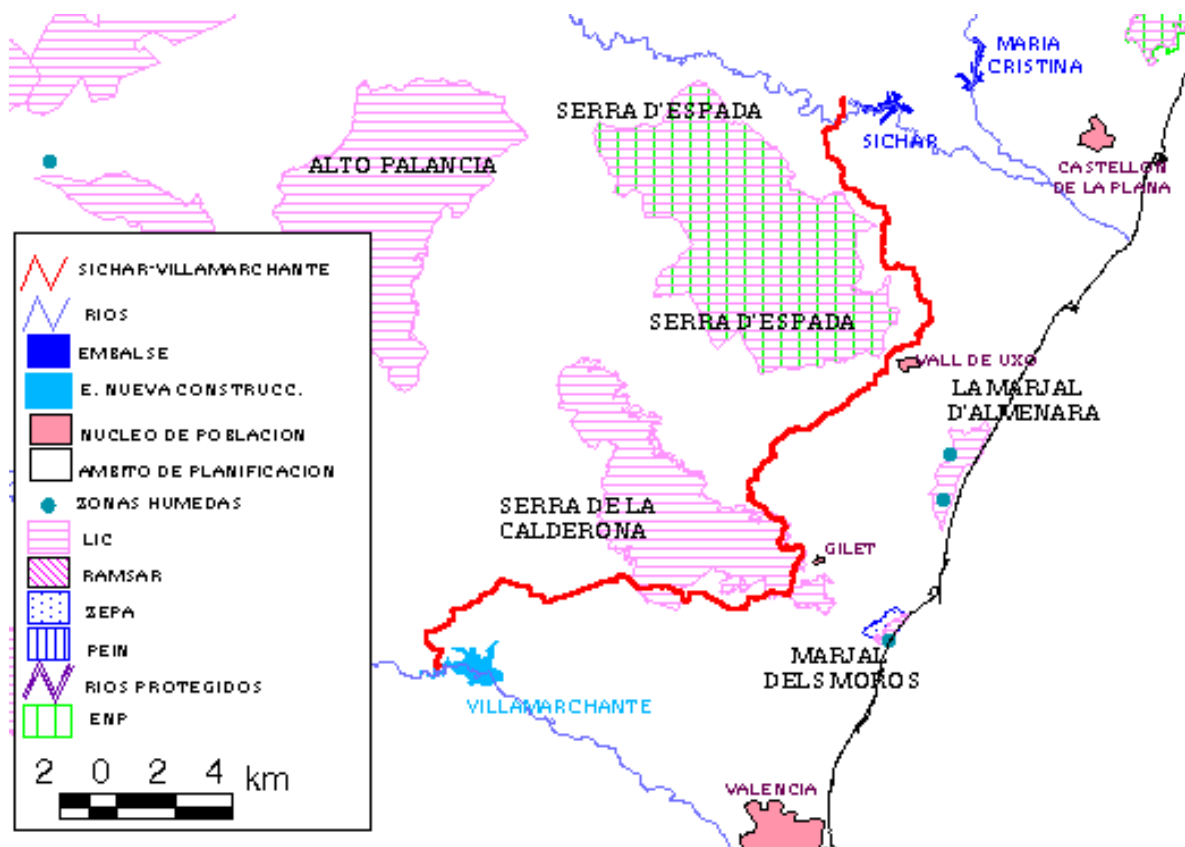 MARIA
CRISTINA
SERRA D'ESPADA
SICHAR
ALTO PALANCIA
CASTELLON
DE LA PLANA
SICHAR-VILLAMARCHANTE
RIOS
EMBALSE
E. NUEVA CONSTRUCC.
NUCLEO DE POBLACION
AMBITO DE PLANIFICACION
ZONAS HUMEDAS
LIC
RAMSAR
ZEPA
PEIN
RIOS PROTEGIDOS
ENP
2 0 2 4 km
SERRA D'ESPADA
VALL DE UXO
LA MARJAL
D'ALMENARA
SERRA DE LA
CALDERONA
GILET
MARJAL
DELS MOROS
VILLAMARCHANTE
VALENCIA